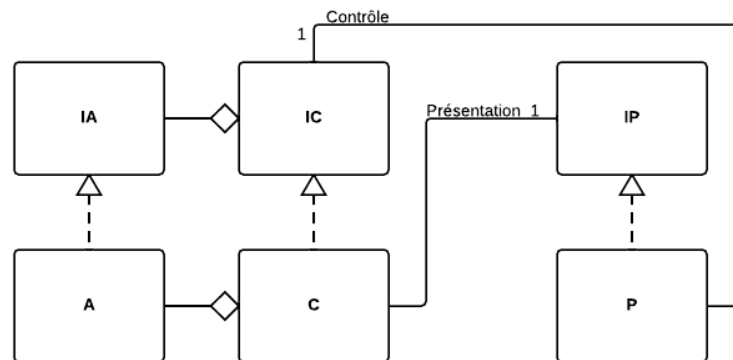 Contrôle
1
IA
IC
Présentation 1
IP
A
C
P